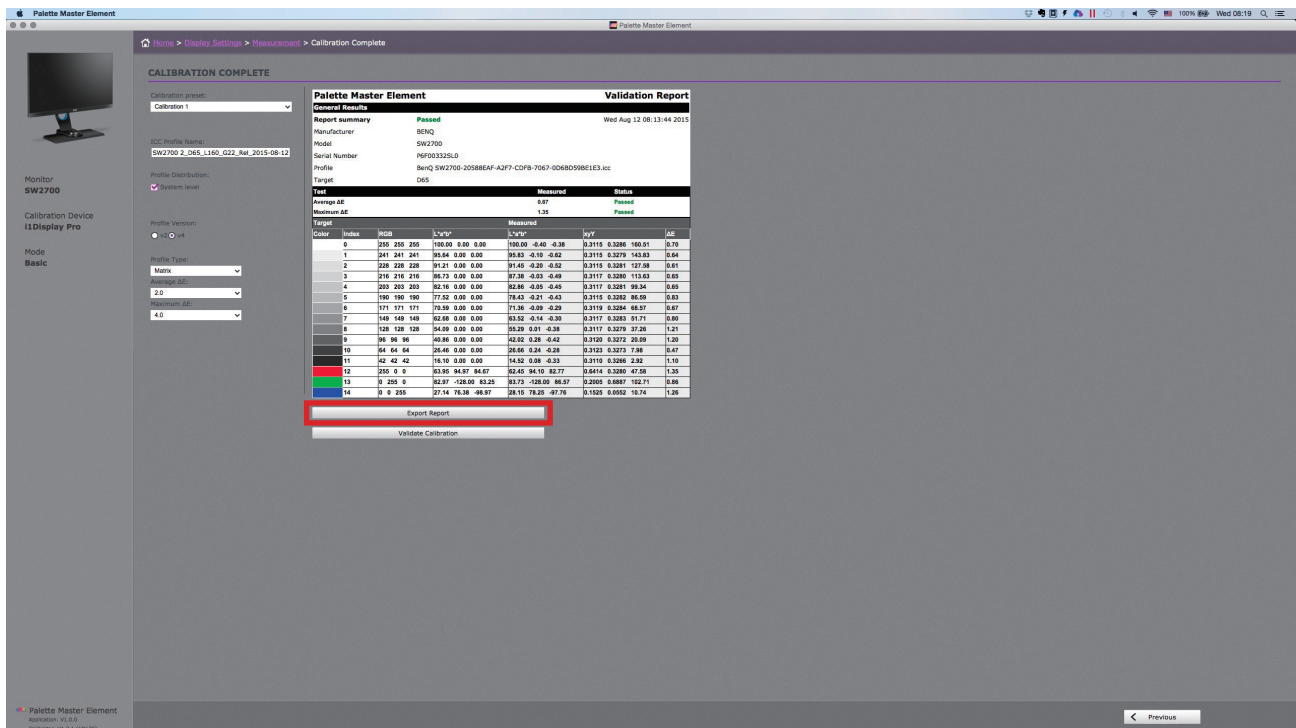 Palette Master Element
100%
Wed 08:19
Palette Master Element
Home > Display Settings > Measurement > Calibration Complete
CALIBRATION COMPLETE
Calibration preset:
Calibration 1
ICC Profile Name:
SW2700 2_D65_L160_G22_Rel_2015-08-12
Profile Distribution:
System level
Profile Version:
v2 v4
Profile Type:
Matrix
Average ΔE:
2.0
Maximum ΔE:
4.0
Monitor
SW2700
Calibration Device
i1Display Pro
Mode
Basic
Palette Master Element Validation Report
General Results
Report summary Passed Wed Aug 12 08:13:44 2015
Manufacturer BENQ
Model SW2700
Serial Number P6F00332SL0
Profile BenQ SW2700-20588EAF-A2F7-CDFB-7067-0D6BD59BE1E3.icc
Target D65
Test Measured Status
Average ΔE 0.87 Passed
Maximum ΔE 1.35 Passed
Target Measured
Color Index RGB L*a*b* L*a*b* xyY ΔE
0 255 255 255 100.00 0.00 0.00 100.00 -0.40 -0.38 0.3115 0.3286 160.51 0.70
1 241 241 241 95.64 0.00 0.00 95.83 -0.10 -0.62 0.3115 0.3279 143.83 0.64
2 228 228 228 91.21 0.00 0.00 91.45 -0.20 -0.52 0.3115 0.3281 127.58 0.61
3 216 216 216 86.73 0.00 0.00 87.38 -0.03 -0.49 0.3117 0.3280 113.63 0.65
4 203 203 203 82.16 0.00 0.00 82.86 -0.05 -0.45 0.3117 0.3281 99.34 0.65
5 190 190 190 77.52 0.00 0.00 78.43 -0.21 -0.43 0.3115 0.3282 86.59 0.83
6 171 171 171 70.59 0.00 0.00 71.36 -0.09 -0.29 0.3119 0.3284 68.57 0.67
7 149 149 149 62.68 0.00 0.00 63.52 -0.14 -0.30 0.3117 0.3283 51.71 0.80
8 128 128 128 54.09 0.00 0.00 55.29 0.01 -0.38 0.3117 0.3279 37.26 1.21
9 96 96 96 40.86 0.00 0.00 42.02 0.28 -0.42 0.3120 0.3272 20.09 1.20
10 64 64 64 26.46 0.00 0.00 26.66 0.24 -0.28 0.3123 0.3273 7.98 0.47
11 42 42 42 16.10 0.00 0.00 14.52 0.08 -0.33 0.3110 0.3266 2.92 1.10
12 255 0 0 63.95 94.97 84.67 62.45 94.10 82.77 0.6414 0.3280 47.58 1.35
13 0 255 0 82.97 -128.00 83.25 83.73 -128.00 86.57 0.2005 0.6887 102.71 0.86
14 0 0 255 27.14 76.38 -98.97 28.15 78.25 -97.76 0.1525 0.0552 10.74 1.26
Export Report
Validate Calibration
Palette Master Element
Application: V1.0.0
Previous